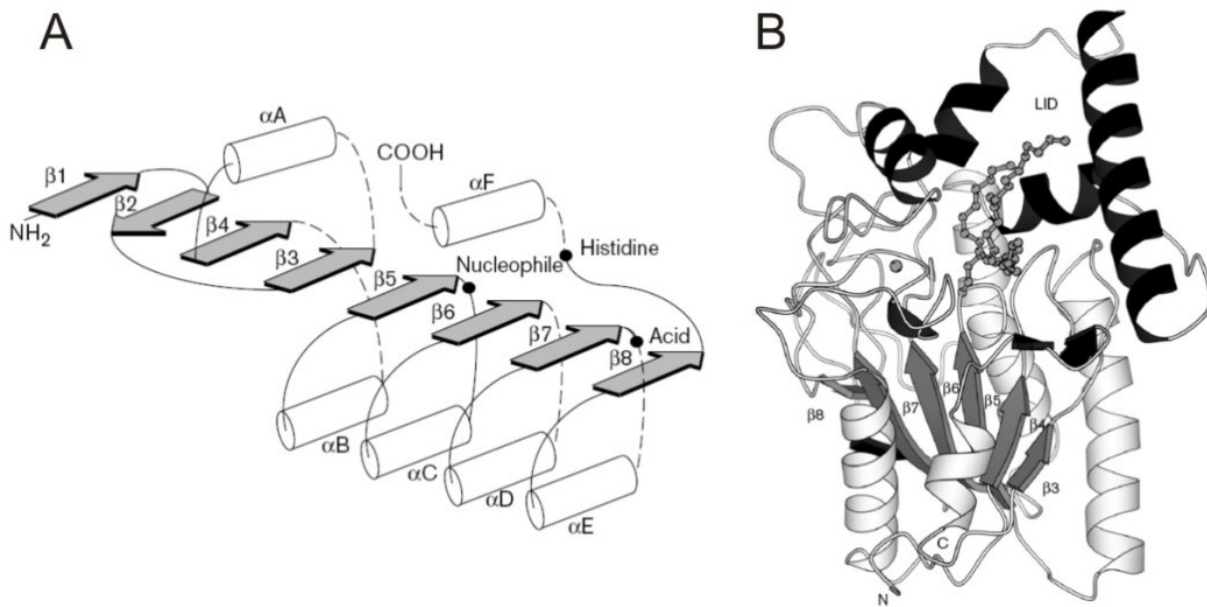 A
B
αA
COOH
αF
LID
β1
β2
NH₂
β4
β3
Histidine
Nucleophile
β5
β6
β7
Acid
β8
αB
αC
αD
αE
β8
β7
β6
β5
β4
β3
C
N